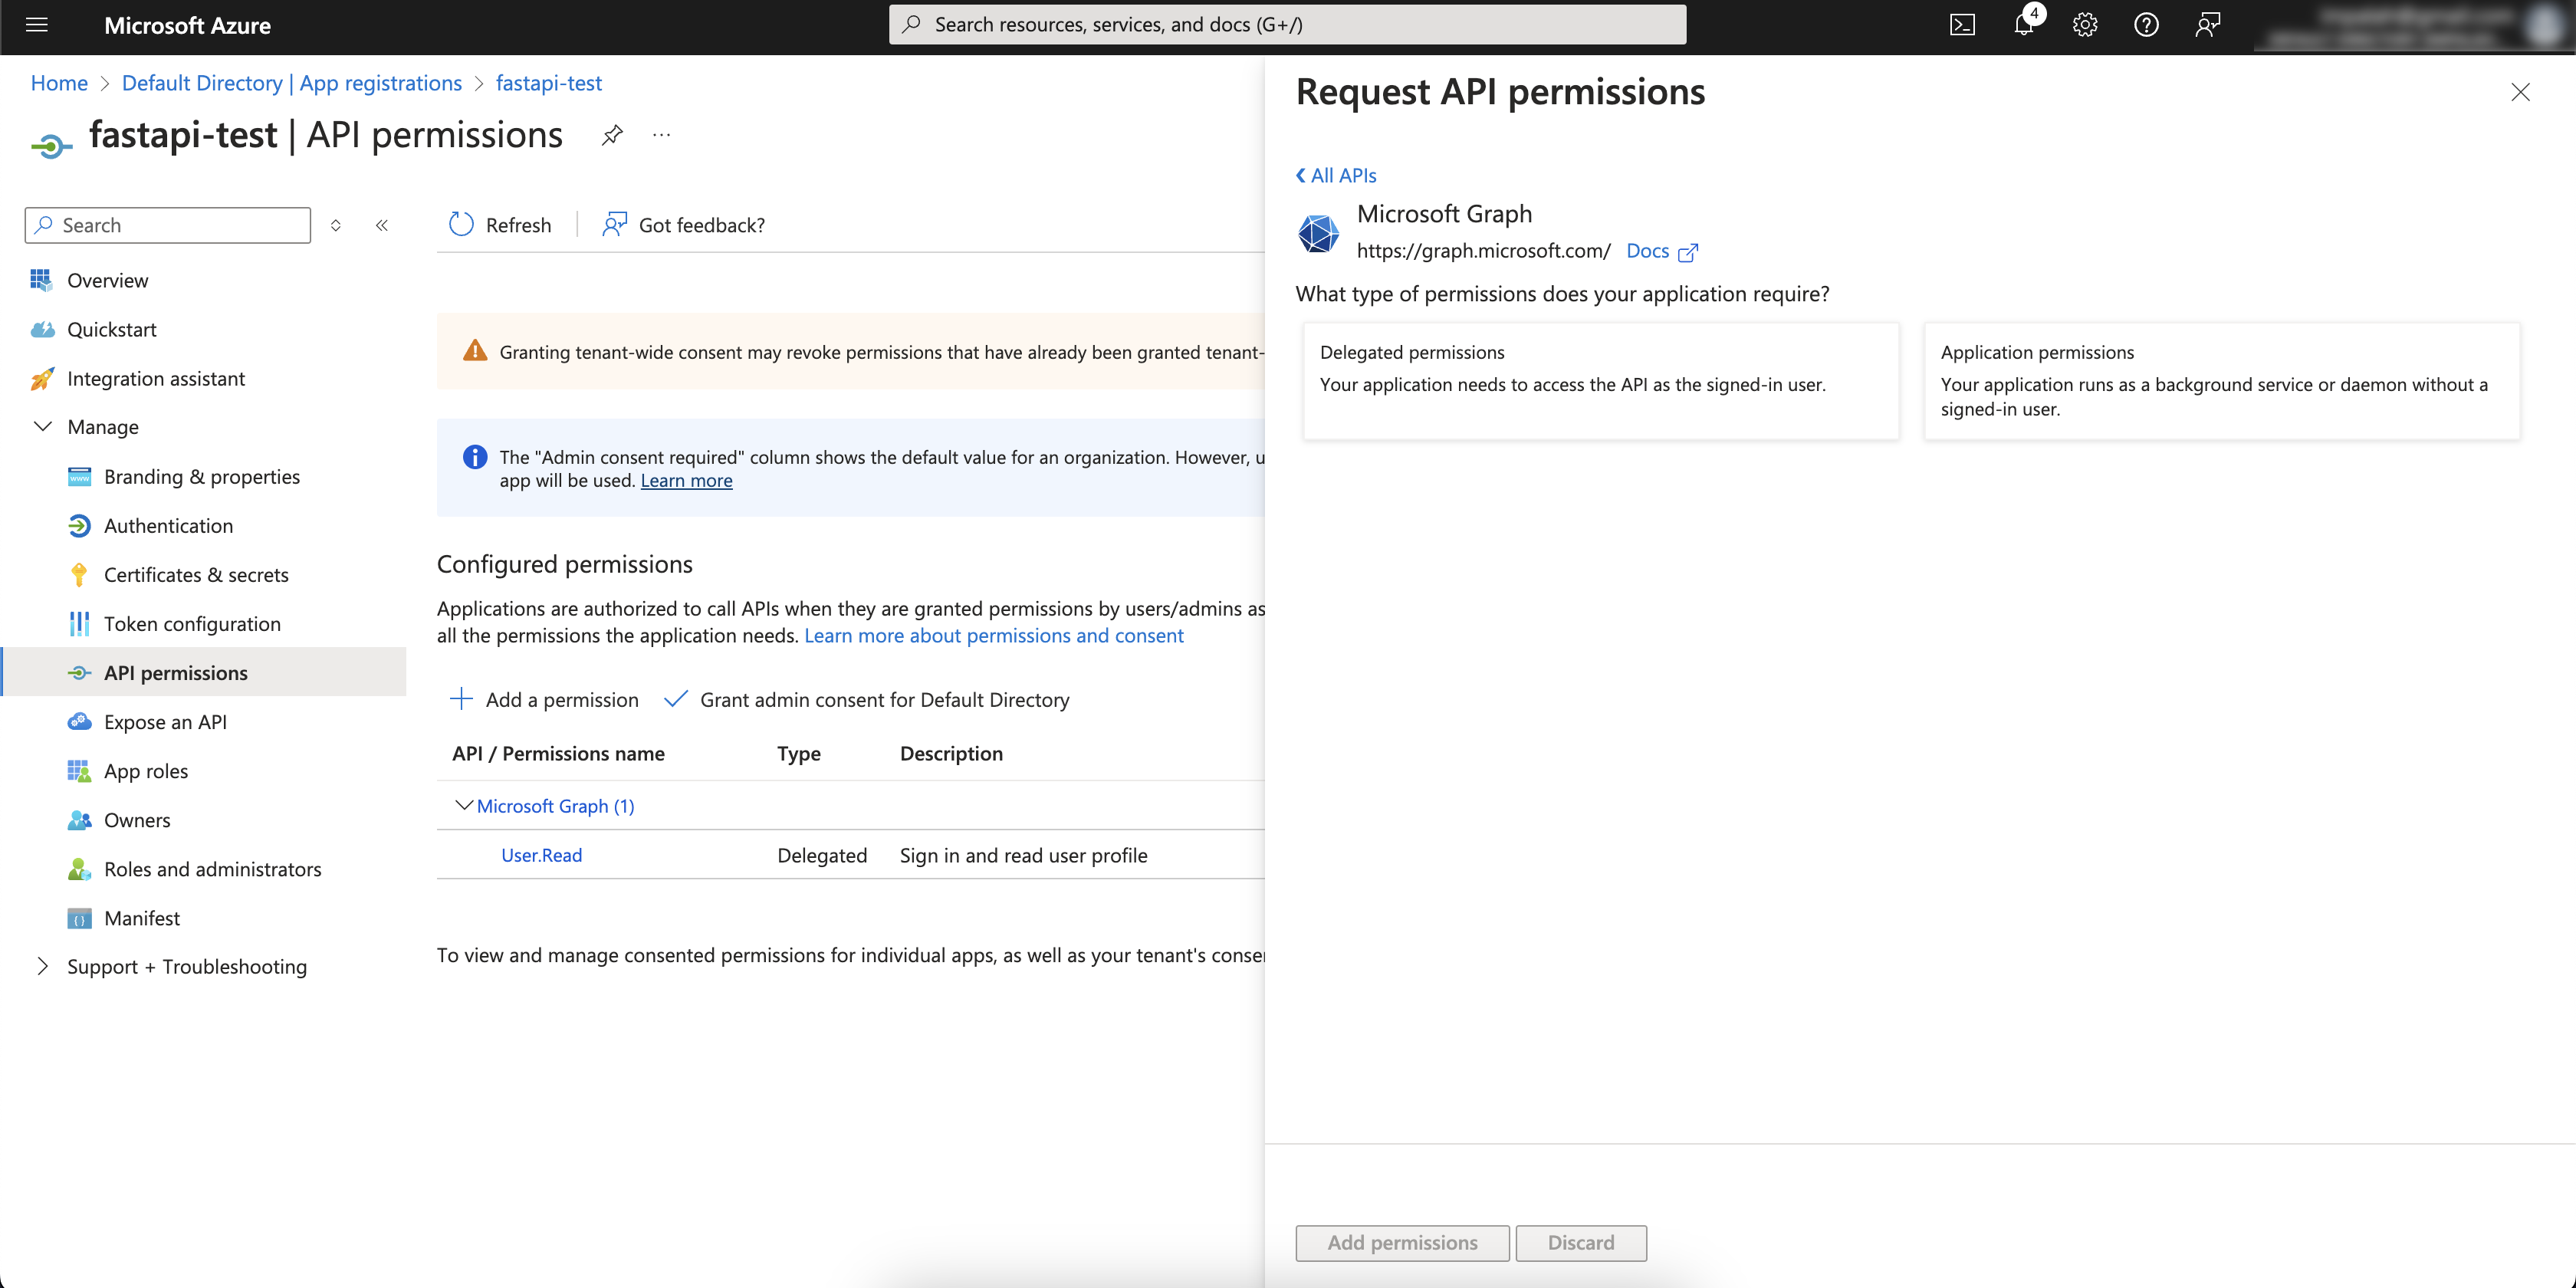 Microsoft Azure
Search resources, services, and docs (G+/)
4
Home > Default Directory | App registrations > fastapi-test
fastapi-test | API permissions
...
Search
Overview
Quickstart
Integration assistant
Manage
Branding & properties
Authentication
Certificates & secrets
Token configuration
API permissions
Expose an API
App roles
Owners
Roles and administrators
Manifest
Support + Troubleshooting
Refresh
Got feedback?
Granting tenant-wide consent may revoke permissions that have already been granted tenant-
The "Admin consent required" column shows the default value for an organization. However, u
app will be used. Learn more
Configured permissions
Applications are authorized to call APIs when they are granted permissions by users/admins as
all the permissions the application needs. Learn more about permissions and consent
Add a permission
Grant admin consent for Default Directory
API / Permissions name Type Description
Microsoft Graph (1)
User.Read Delegated Sign in and read user profile
To view and manage consented permissions for individual apps, as well as your tenant's conse
Request API permissions
All APIs
Microsoft Graph
https://graph.microsoft.com/ Docs
What type of permissions does your application require?
Delegated permissions
Your application needs to access the API as the signed-in user.
Application permissions
Your application runs as a background service or daemon without a
signed-in user.
Add permissions
Discard